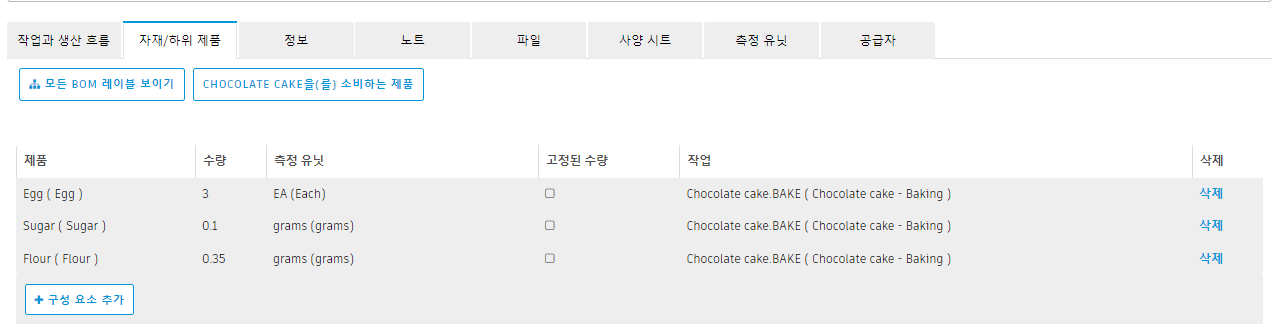 작업과 생산 흐름 자재/하위 제품 정보 노트 파일 사양 시트 측정 유닛 공급자
모든 BOM 레이블 보이기 CHOCOLATE CAKE을(를) 소비하는 제품
제품 수량 측정 유닛 고정된 수량 작업 삭제
Egg ( Egg ) 3 EA (Each) Chocolate cake.BAKE ( Chocolate cake - Baking ) 삭제
Sugar ( Sugar ) 0.1 grams (grams) Chocolate cake.BAKE ( Chocolate cake - Baking ) 삭제
Flour ( Flour ) 0.35 grams (grams) Chocolate cake.BAKE ( Chocolate cake - Baking ) 삭제
+ 구성 요소 추가